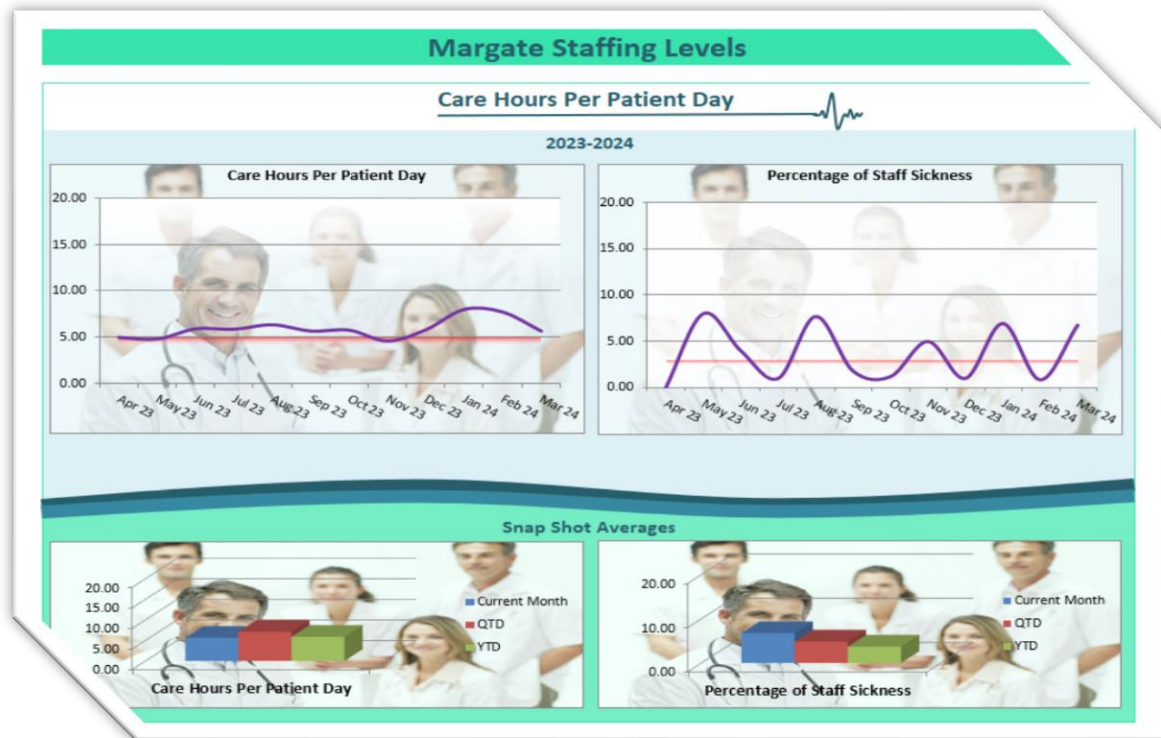 Margate Staffing Levels
Care Hours Per Patient Day
2023-2024
Care Hours Per Patient Day
20.00
15.00
10.00
5.00
0.00
Apr 23 May 23 Jun 23 Jul 23 Aug 23 Sep 23 Oct 23 Nov 23 Dec 23 Jan 24 Feb 24 Mar 24
Percentage of Staff Sickness
20.00
15.00
10.00
5.00
0.00
Apr 23 May 23 Jun 23 Jul 23 Aug 23 Sep 23 Oct 23 Nov 23 Dec 23 Jan 24 Feb 24 Mar 24
Snap Shot Averages
20.00
15.00
10.00
5.00
0.00
Current Month
QTD
YTD
Care Hours Per Patient Day
20.00
10.00
0.00
Current Month
QTD
YTD
Percentage of Staff Sickness